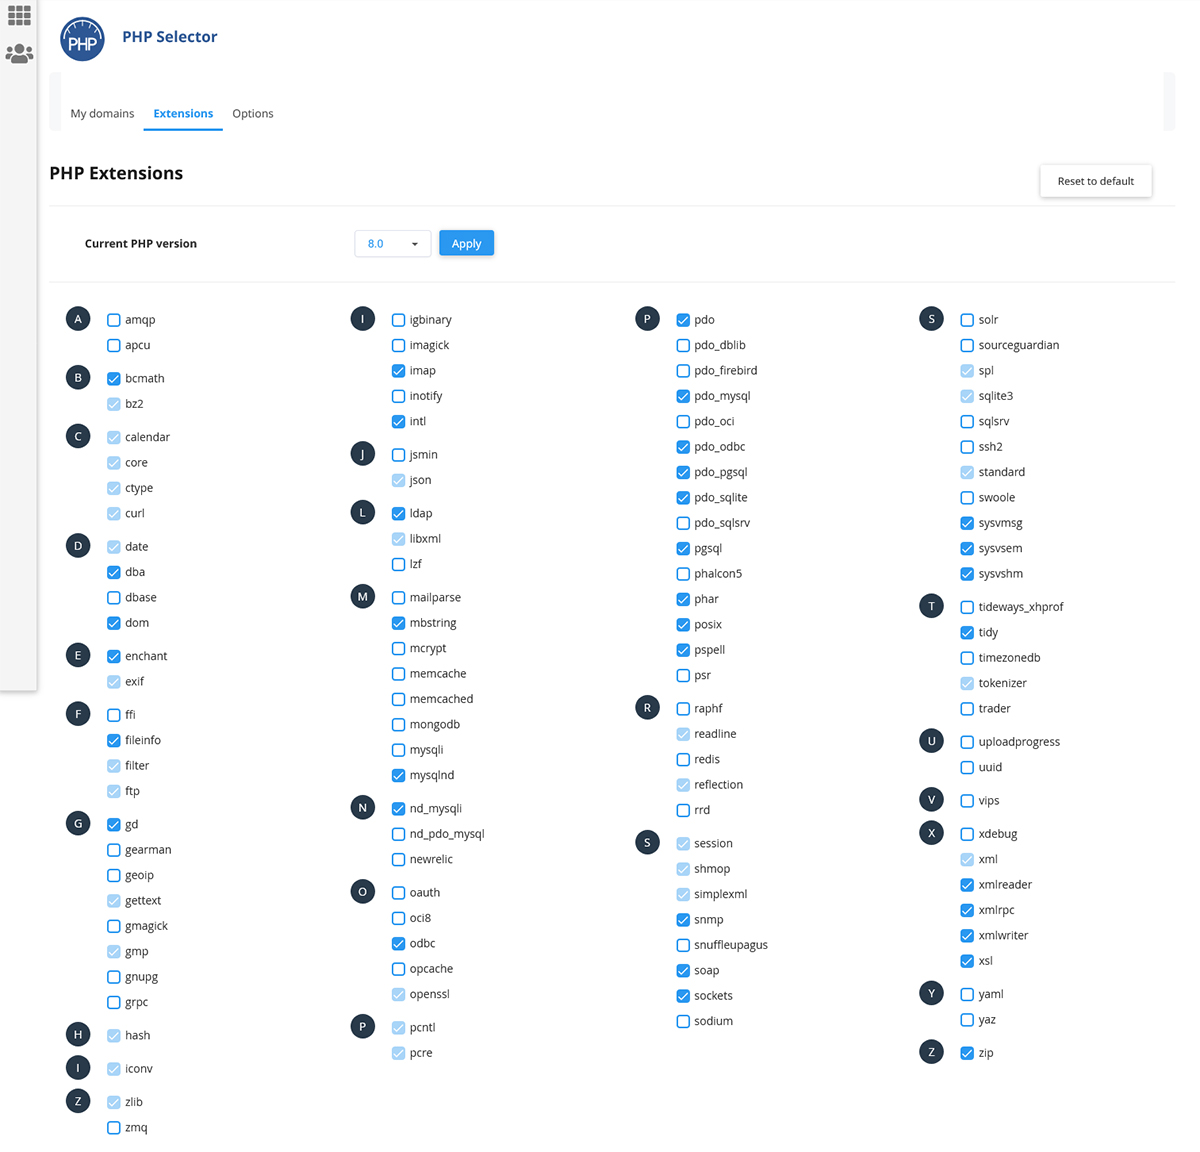 PHP
PHP Selector
My domains
Extensions
Options
PHP Extensions
Reset to default
Current PHP version
8.0
Apply
A
amqp
apcu
B
bcmath
bz2
C
calendar
core
ctype
curl
D
date
dba
dbase
dom
E
enchant
exif
F
ffi
fileinfo
filter
ftp
G
gd
gearman
geoip
gettext
gmagick
gmp
gnupg
grpc
H
hash
I
iconv
Z
zlib
zmq
I
igbinary
imagick
imap
inotify
intl
J
jsmin
json
L
ldap
libxml
lzf
M
mailparse
mbstring
mcrypt
memcache
memcached
mongodb
mysqli
mysqlnd
N
nd_mysqli
nd_pdo_mysql
newrelic
O
oauth
oci8
odbc
opcache
openssl
P
pcntl
pcre
P
pdo
pdo_dblib
pdo_firebird
pdo_mysql
pdo_oci
pdo_odbc
pdo_pgsql
pdo_sqlite
pdo_sqlsrv
pgsql
phalcon5
phar
posix
pspell
psr
R
raphf
readline
redis
reflection
rrd
S
session
shmop
simplexml
snmp
snuffleupagus
soap
sockets
sodium
S
solr
sourceguardian
spl
sqlite3
sqlsrv
ssh2
standard
swoole
sysvmsg
sysvsem
sysvshm
T
tideways_xhprof
tidy
timezonedb
tokenizer
trader
U
uploadprogress
uuid
V
vips
X
xdebug
xml
xmlreader
xmlrpc
xmlwriter
xsl
Y
yaml
yaz
Z
zip